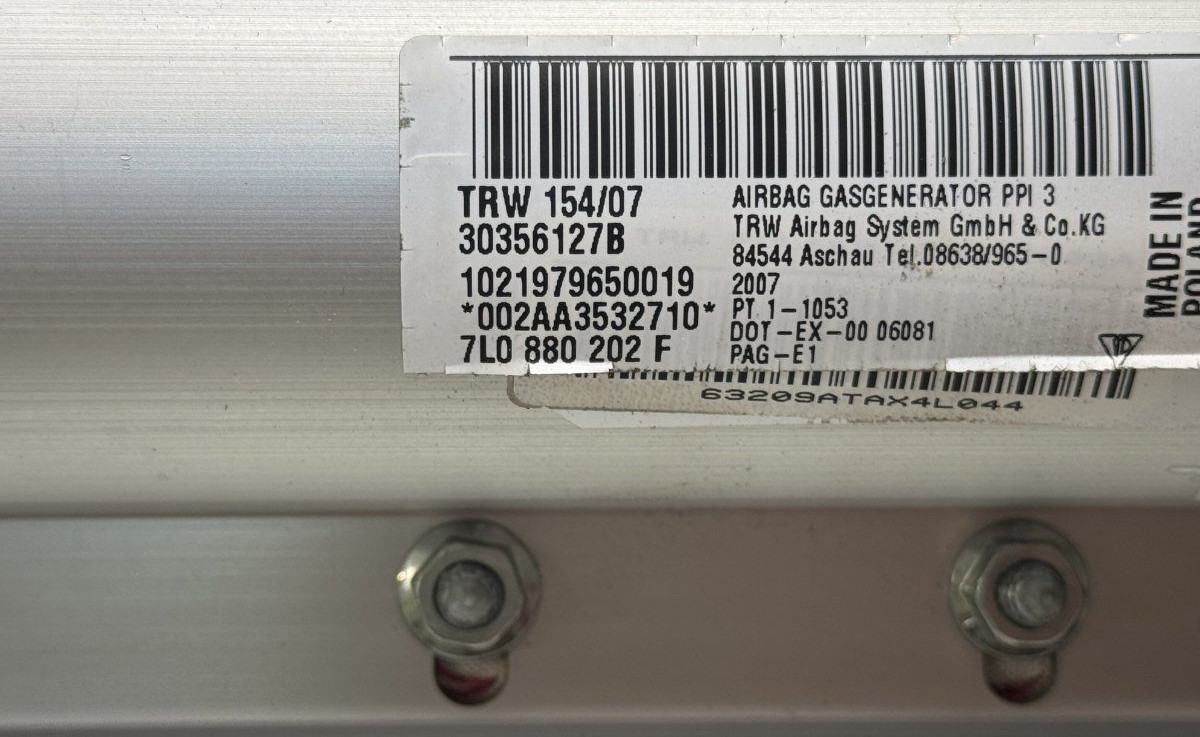 TRW 154/07
30356127B
1021979650019
*002AA3532710*
7L0 880 202 F
AIRBAG GASGENERATOR PPI 3
TRW Airbag System GmbH & Co.KG
84544 Aschau Tel.08638/965-0
2007
PT 1-1053
DOT-EX-00 06081
PAG-E1
MADE IN
POLAND
63209ATAX4L044